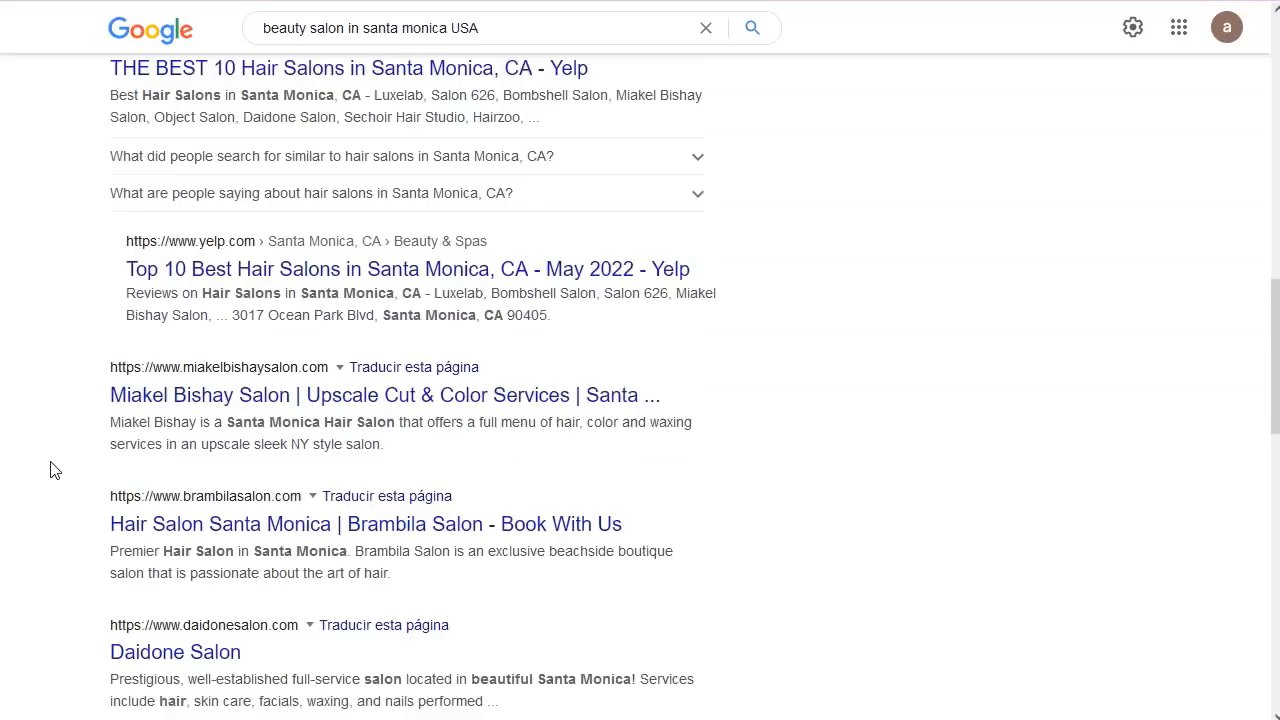 Google
beauty salon in santa monica USA
a
THE BEST 10 Hair Salons in Santa Monica, CA - Yelp
Best Hair Salons in Santa Monica, CA - Luxelab, Salon 626, Bombshell Salon, Miakel Bishay
Salon, Object Salon, Daidone Salon, Sechoir Hair Studio, Hairzoo, ...
What did people search for similar to hair salons in Santa Monica, CA?
What are people saying about hair salons in Santa Monica, CA?
https://www.yelp.com › Santa Monica, CA › Beauty & Spas
Top 10 Best Hair Salons in Santa Monica, CA - May 2022 - Yelp
Reviews on Hair Salons in Santa Monica, CA - Luxelab, Bombshell Salon, Salon 626, Miakel
Bishay Salon, ... 3017 Ocean Park Blvd, Santa Monica, CA 90405.
https://www.miakelbishaysalon.com Traducir esta página
Miakel Bishay Salon | Upscale Cut & Color Services | Santa ...
Miakel Bishay is a Santa Monica Hair Salon that offers a full menu of hair, color and waxing
services in an upscale sleek NY style salon.
https://www.brambilasalon.com Traducir esta página
Hair Salon Santa Monica | Brambila Salon - Book With Us
Premier Hair Salon in Santa Monica. Brambila Salon is an exclusive beachside boutique
salon that is passionate about the art of hair.
https://www.daidonesalon.com Traducir esta página
Daidone Salon
Prestigious, well-established full-service salon located in beautiful Santa Monica! Services
include hair, skin care, facials, waxing, and nails performed ...